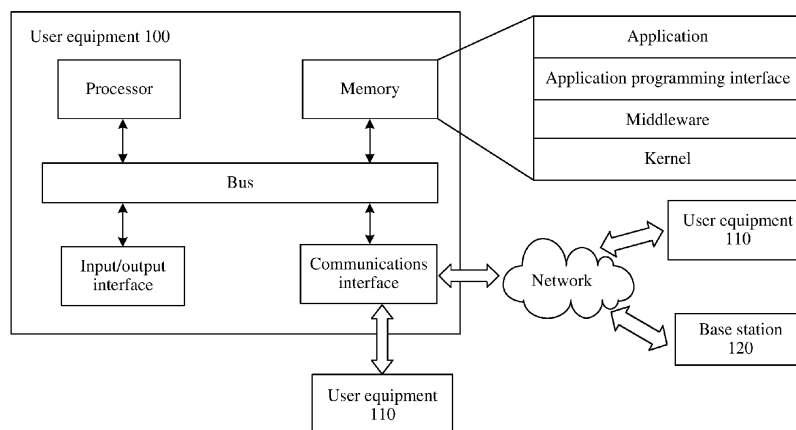 User equipment 100
Processor
Memory
Application
Application programming interface
Middleware
Kernel
Bus
Input/output
interface
Communications
interface
Network
User equipment
110
Base station
120
User equipment
110